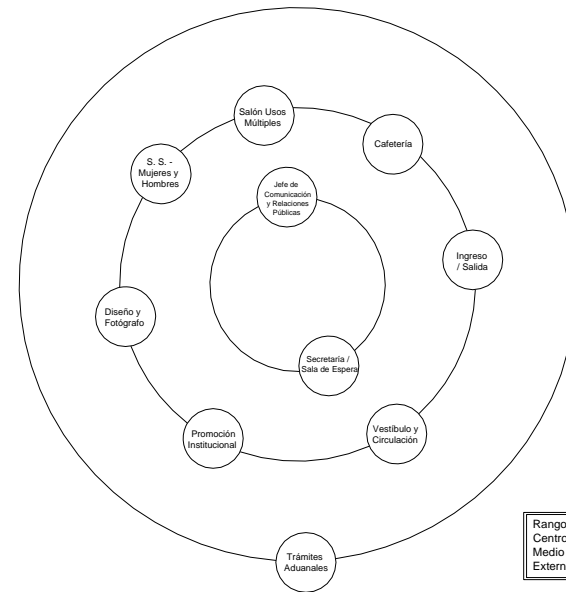 Salón Usos
Múltiples
Cafetería
S. S. -
Mujeres y
Hombres
Jefe de
Comunicación
y Relaciones
Públicas
Ingreso
/ Salida
Diseño y
Fotógrafo
Secretaría /
Sala de Espera
Promoción
Institucional
Vestíbulo y
Circulación
Trámites
Aduanales
Rango
Centro
Medio
Extern